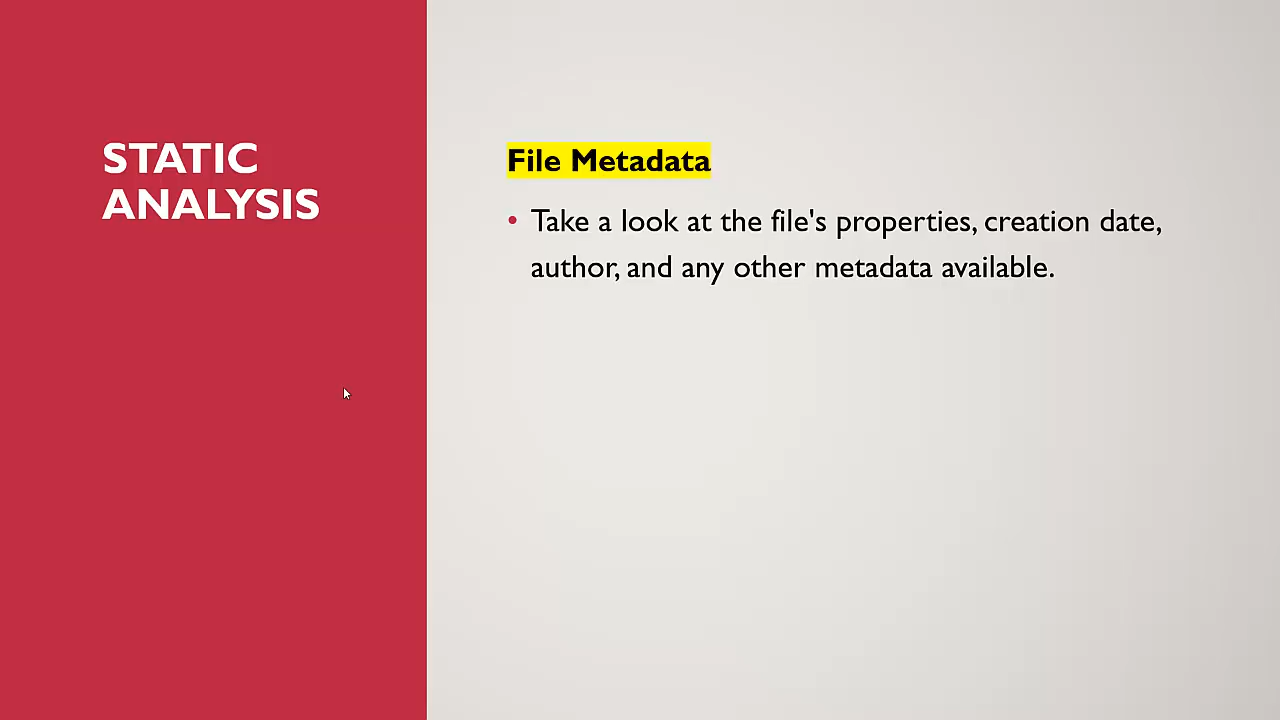 STATIC
ANALYSIS
File Metadata
• Take a look at the file's properties, creation date,
author, and any other metadata available.